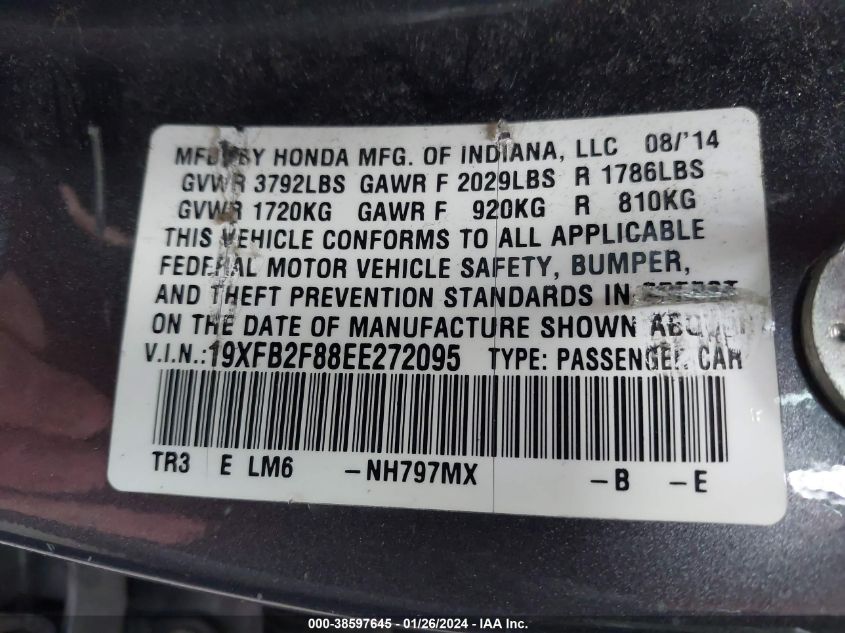 MFD. BY HONDA MFG. OF INDIANA, LLC 08/'14
GVWR 3792LBS GAWR F 2029LBS R 1786LBS
GVWR 1720KG GAWR F 920KG R 810KG
THIS VEHICLE CONFORMS TO ALL APPLICABLE
FEDERAL MOTOR VEHICLE SAFETY, BUMPER,
AND THEFT PREVENTION STANDARDS IN
ON THE DATE OF MANUFACTURE SHOWN ABOVE.
V.I.N.:19XFB2F88EE272095 TYPE: PASSENGER CAR
TR3 E LM6 -NH797MX -B -E
000-38597645 - 01/26/2024 - IAA Inc.